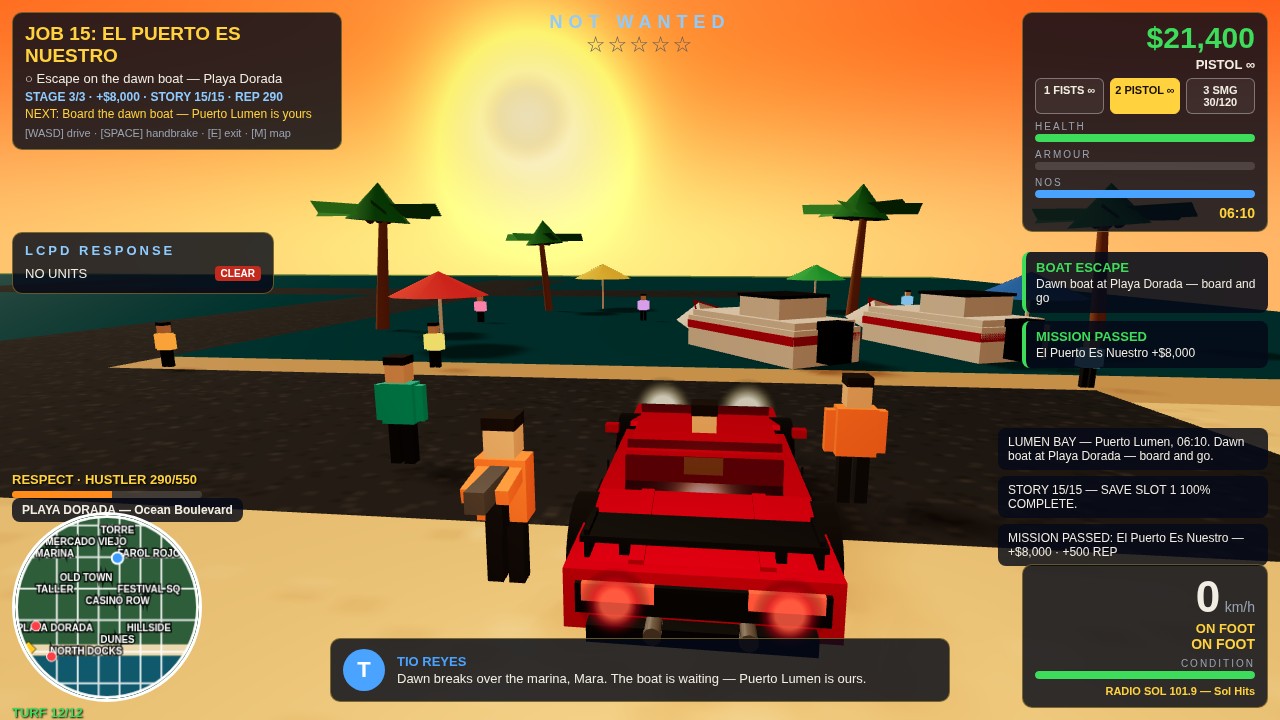 NOT WANTED
☆☆☆☆☆
JOB 15: EL PUERTO ES
NUESTRO
○ Escape on the dawn boat — Playa Dorada
STAGE 3/3 · +$8,000 · STORY 15/15 · REP 290
NEXT: Board the dawn boat — Puerto Lumen is yours
[WASD] drive · [SPACE] handbrake · [E] exit · [M] map
$21,400
PISTOL ∞
1 FISTS ∞
2 PISTOL ∞
3 SMG
30/120
HEALTH
ARMOUR
NOS
06:10
LCPD RESPONSE
NO UNITS
CLEAR
BOAT ESCAPE
Dawn boat at Playa Dorada — board and
go
MISSION PASSED
El Puerto Es Nuestro +$8,000
LUMEN BAY — Puerto Lumen, 06:10. Dawn
boat at Playa Dorada — board and go.
STORY 15/15 — SAVE SLOT 1 100%
COMPLETE.
MISSION PASSED: El Puerto Es Nuestro —
+$8,000 · +500 REP
RESPECT · HUSTLER 290/550
PLAYA DORADA — Ocean Boulevard
TORRE
MERCADO VIEJO
MARINA
FAROL ROJO
OLD TOWN
TALLER
FESTIVAL SQ
CASINO ROW
PLAYA DORADA
HILLSIDE
DUNES
NORTH DOCKS
TURF 12/12
T
TIO REYES
Dawn breaks over the marina, Mara. The boat is waiting — Puerto Lumen is ours.
0 km/h
ON FOOT
ON FOOT
CONDITION
RADIO SOL 101.9 — Sol Hits